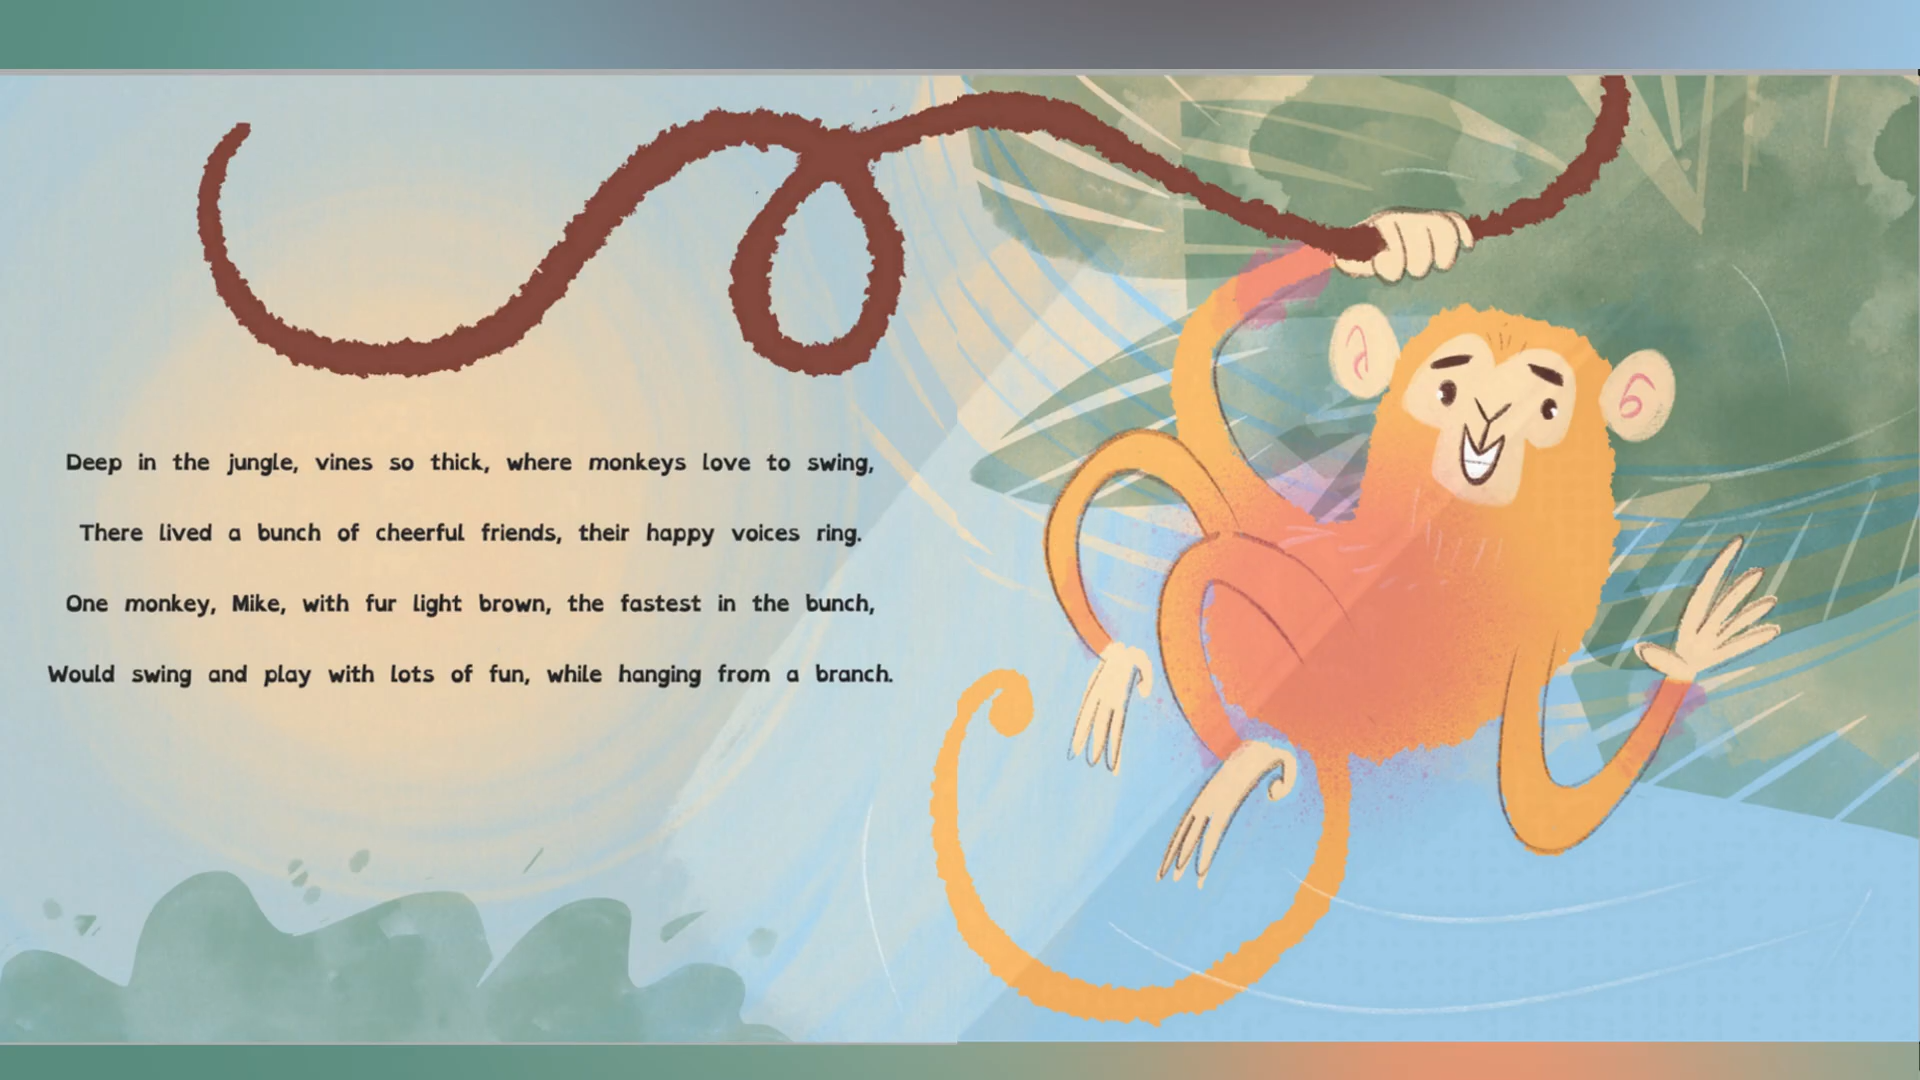 Deep in the jungle, vines so thick, where monkeys love to swing,
There lived a bunch of cheerful friends, their happy voices ring.
One monkey, Mike, with fur light brown, the fastest in the bunch,
Would swing and play with lots of fun, while hanging from a branch.